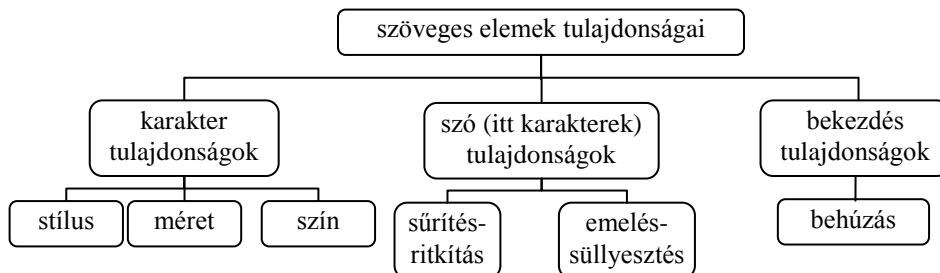 szöveges elemek tulajdonságai
karakter
tulajdonságok
szó (itt karakterek)
tulajdonságok
bekezdés
tulajdonságok
stílus
méret
szín
sűrítés-
ritkítás
emelés-
süllyesztés
behúzás